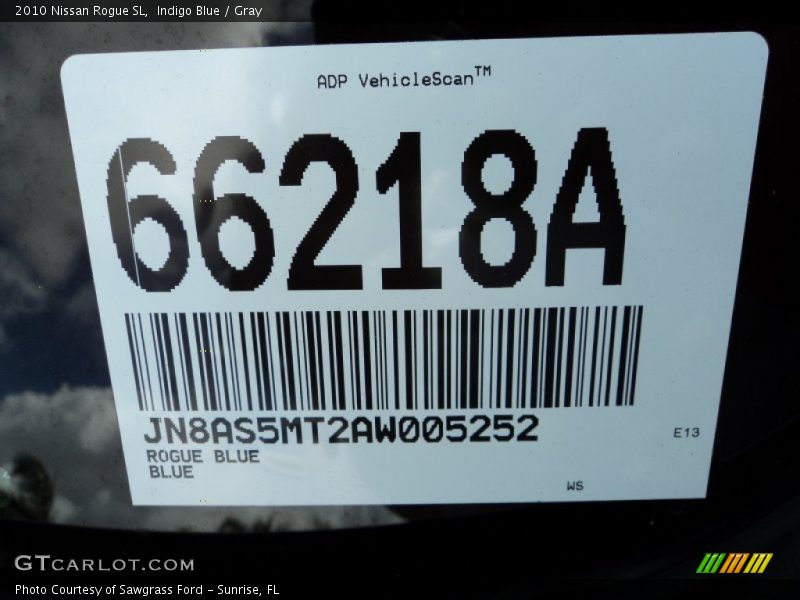 2010 Nissan Rogue SL,  Indigo Blue / Gray
ADP VehicleScan™
66218A
JN8AS5MT2AW005252
ROGUE BLUE
BLUE
E13
WS
GTCARLOT.COM
Photo Courtesy of Sawgrass Ford - Sunrise, FL